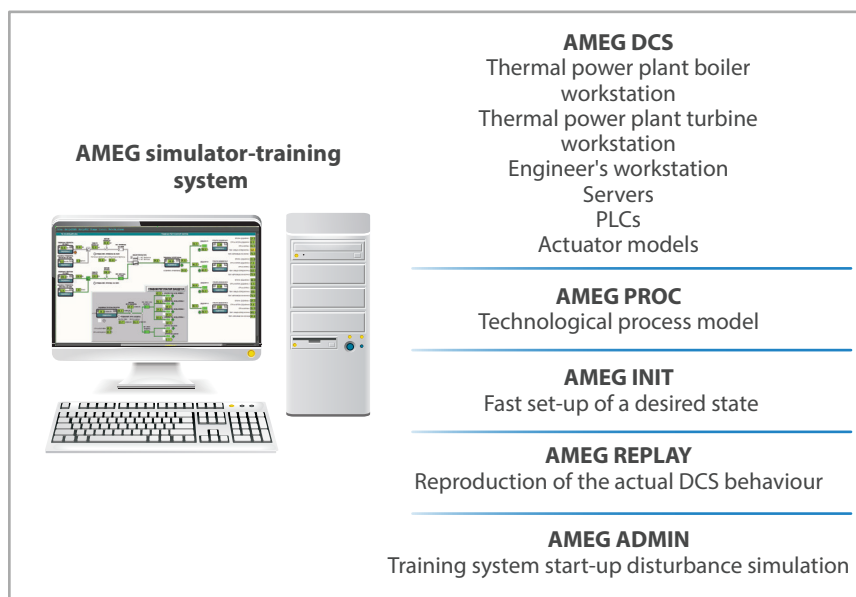 AMEG simulator-training
system
AMEG DCS
Thermal power plant boiler
workstation
Thermal power plant turbine
workstation
Engineer's workstation
Servers
PLCs
Actuator models
AMEG PROC
Technological process model
AMEG INIT
Fast set-up of a desired state
AMEG REPLAY
Reproduction of the actual DCS behaviour
AMEG ADMIN
Training system start-up disturbance simulation